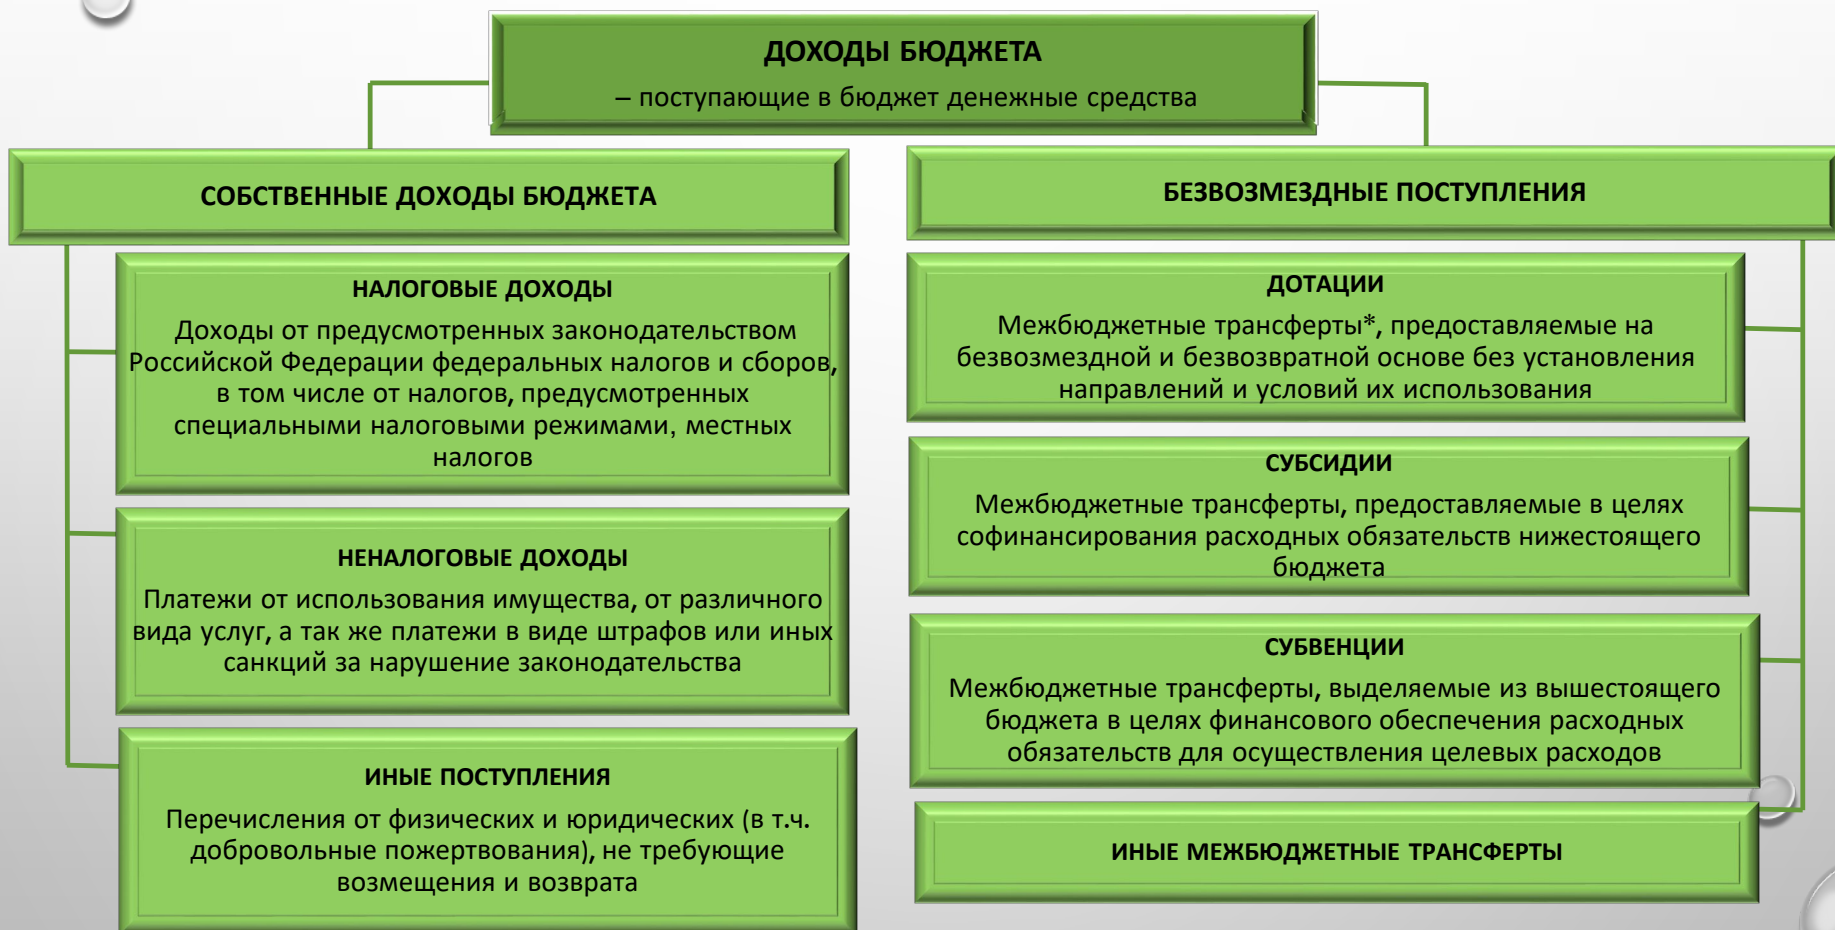 ДОХОДЫ БЮДЖЕТА
– поступающие в бюджет денежные средства
СОБСТВЕННЫЕ ДОХОДЫ БЮДЖЕТА
НАЛОГОВЫЕ ДОХОДЫ
Доходы от предусмотренных законодательством
Российской Федерации федеральных налогов и сборов,
в том числе от налогов, предусмотренных
специальными налоговыми режимами, местных
налогов
НЕНАЛОГОВЫЕ ДОХОДЫ
Платежи от использования имущества, от различного
вида услуг, а так же платежи в виде штрафов или иных
санкций за нарушение законодательства
ИНЫЕ ПОСТУПЛЕНИЯ
Перечисления от физических и юридических (в т.ч.
добровольные пожертвования), не требующие
возмещения и возврата
БЕЗВОЗМЕЗДНЫЕ ПОСТУПЛЕНИЯ
ДОТАЦИИ
Межбюджетные трансферты*, предоставляемые на
безвозмездной и безвозвратной основе без установления
направлений и условий их использования
СУБСИДИИ
Межбюджетные трансферты, предоставляемые в целях
софинансирования расходных обязательств нижестоящего
бюджета
СУБВЕНЦИИ
Межбюджетные трансферты, выделяемые из вышестоящего
бюджета в целях финансового обеспечения расходных
обязательств для осуществления целевых расходов
ИНЫЕ МЕЖБЮДЖЕТНЫЕ ТРАНСФЕРТЫ